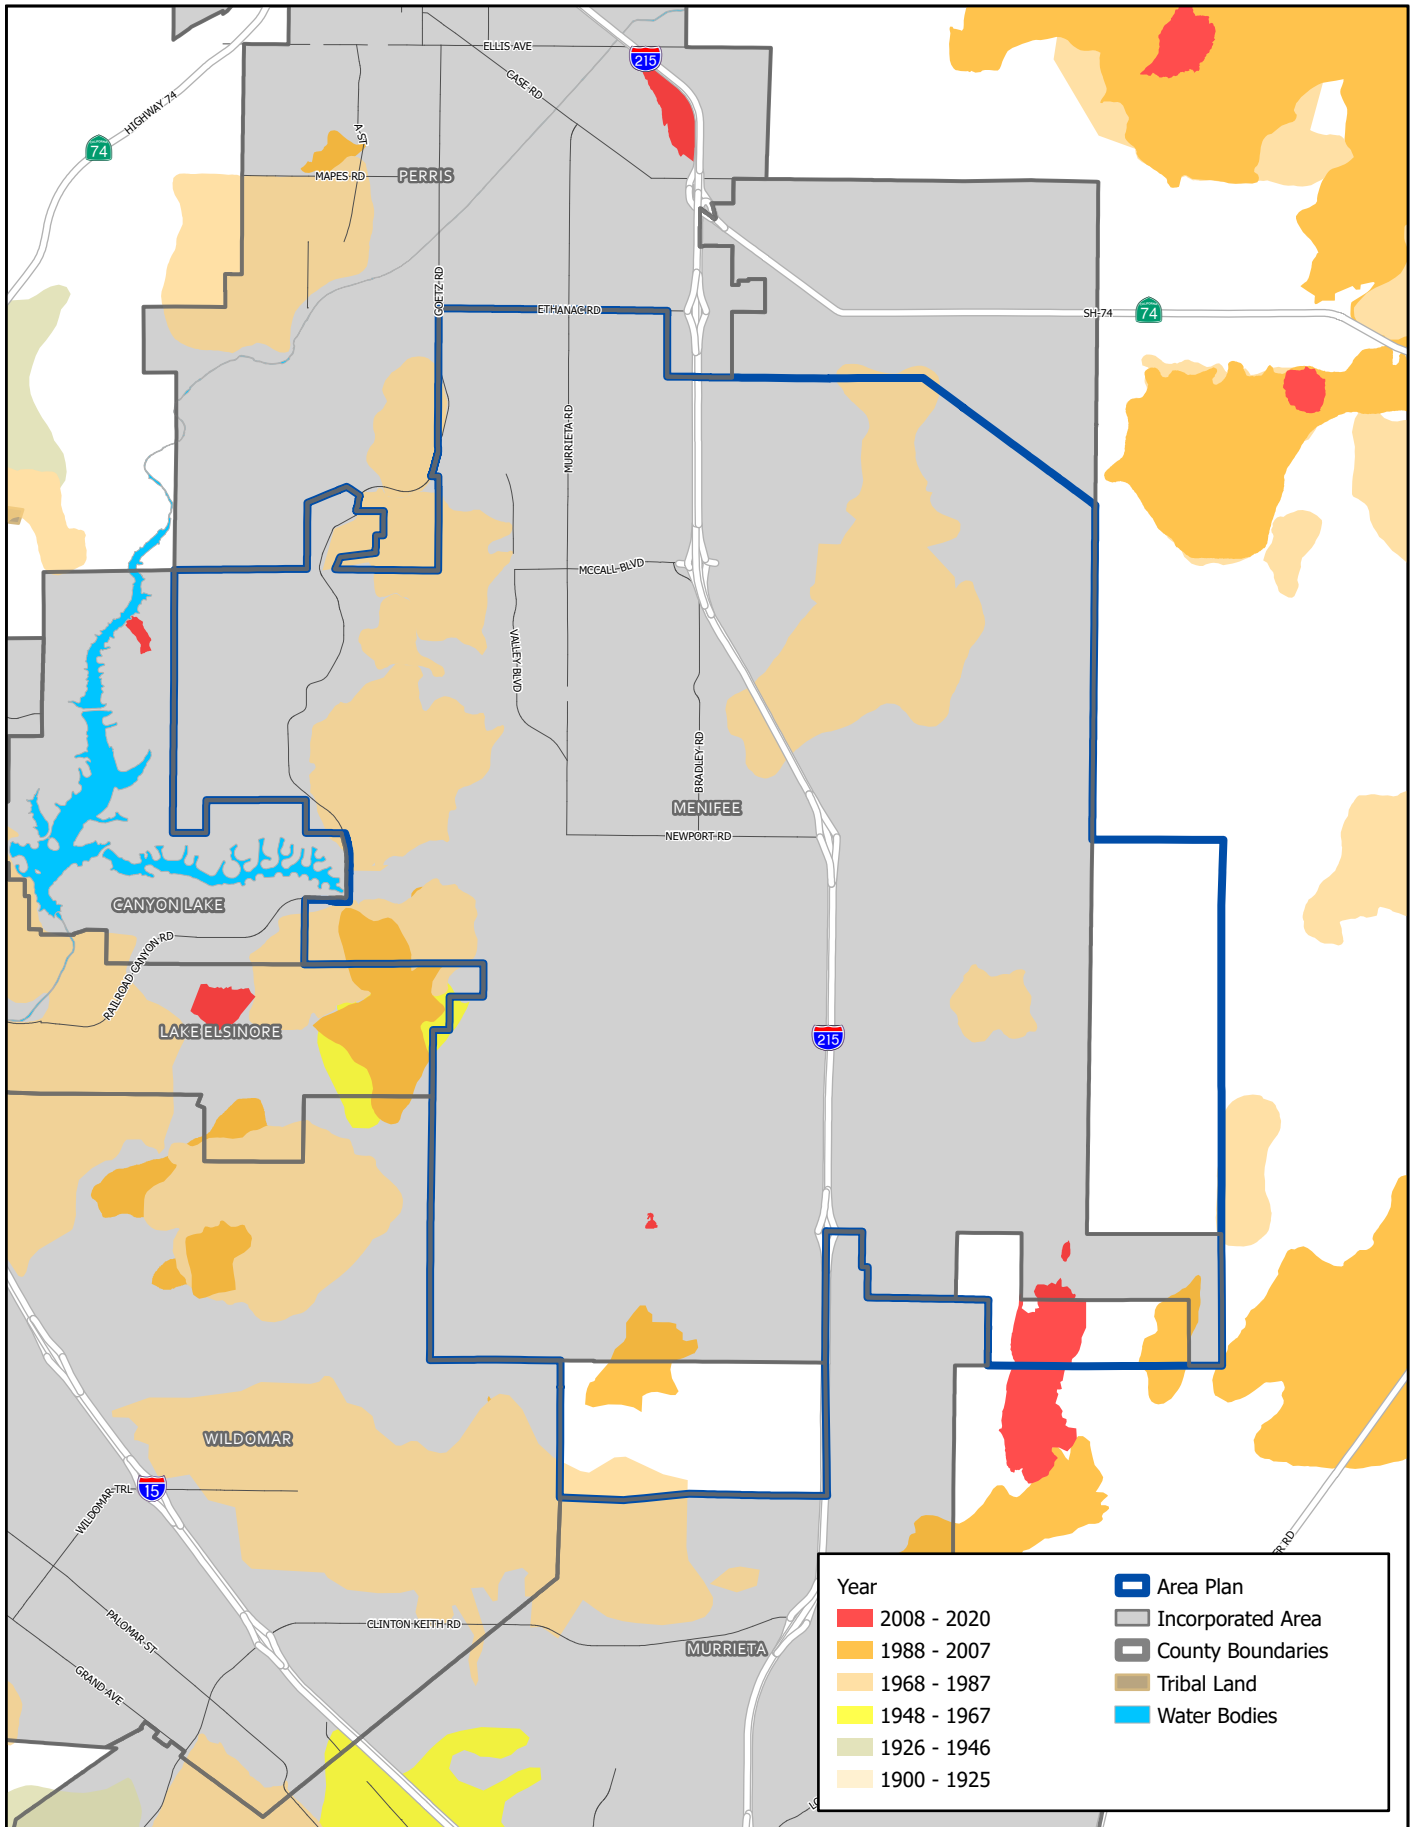 ELLIS AVE
215
CASE RD
HIGHWAY 74
74
A ST
MAPES RD
PERRIS
GOETZ RD
ETHANAC RD
SH-74
74
MURRIETA RD
MCCALL BLVD
VALLEY BLVD
BRADLEY RD
MENIFEE
NEWPORT RD
CANYON LAKE
RAILROAD CANYON RD
LAKE ELSINORE
215
WILDOMAR
15
WILDOMAR TRL
PALOMAR ST
GRAND AVE
CLINTON KEITH RD
MURRIETA
Year
2008 - 2020
1988 - 2007
1968 - 1987
1948 - 1967
1926 - 1946
1900 - 1925
Area Plan
Incorporated Area
County Boundaries
Tribal Land
Water Bodies